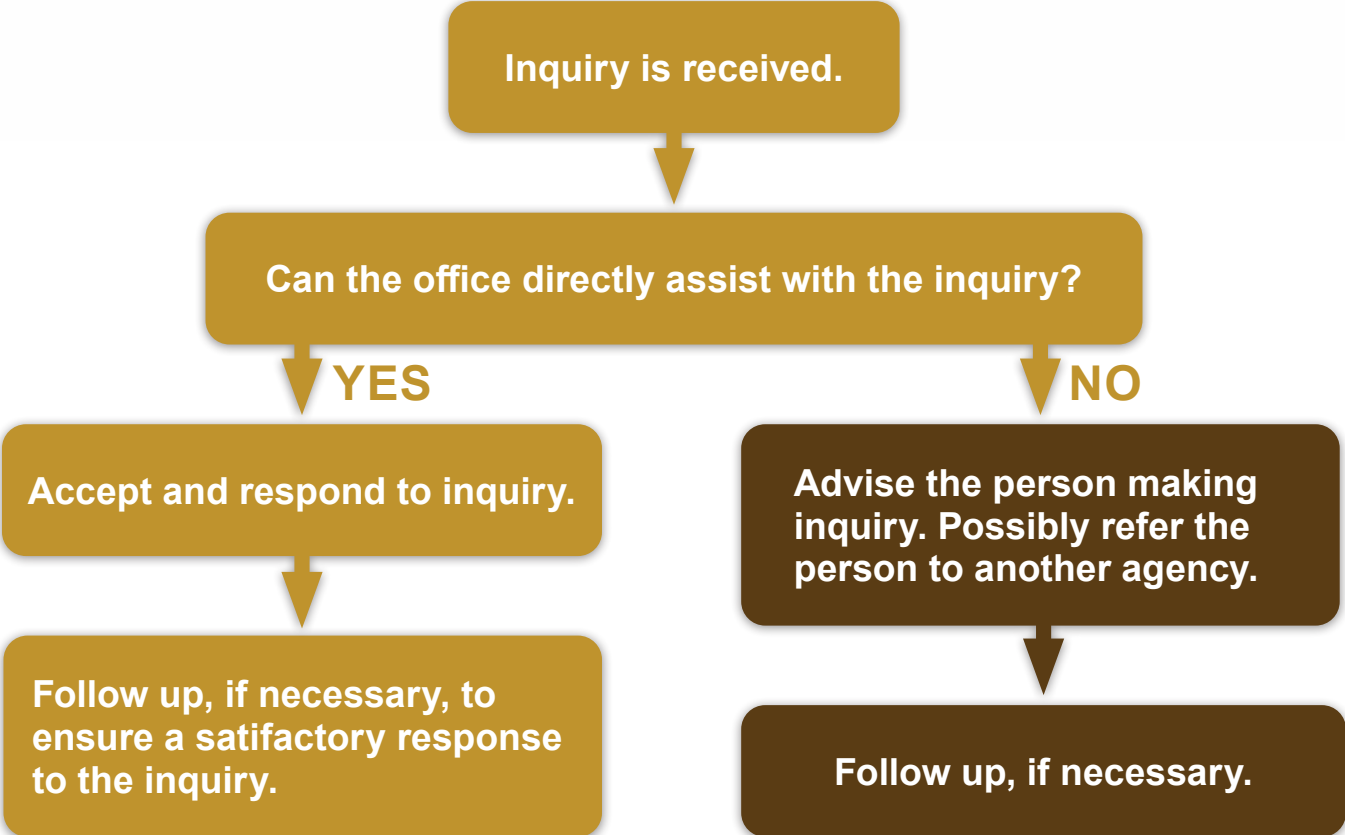 Inquiry is received.
Can the office directly assist with the inquiry?
YES
NO
Accept and respond to inquiry.
Advise the person making
inquiry. Possibly refer the
person to another agency.
Follow up, if necessary, to
ensure a satifactory response
to the inquiry.
Follow up, if necessary.